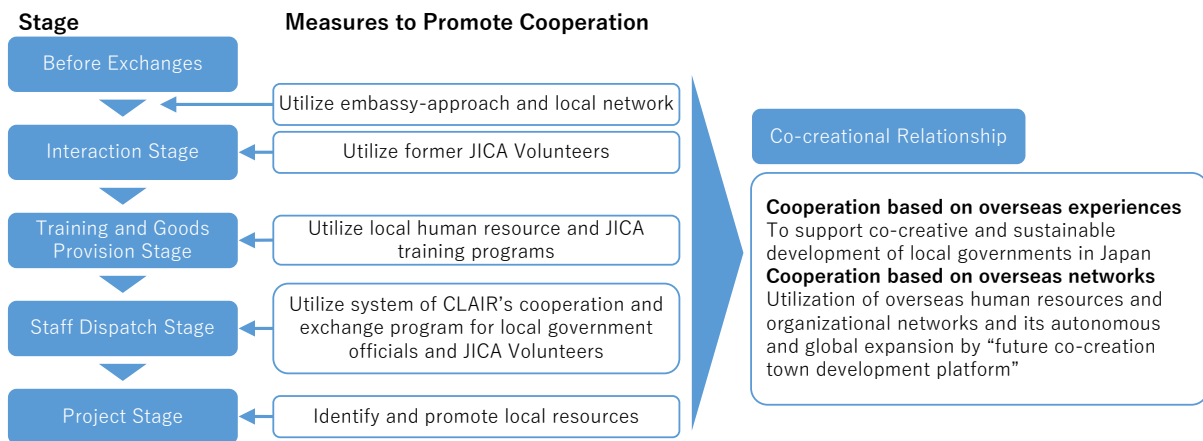 Stage
Measures to Promote Cooperation
Before Exchanges
Utilize embassy-approach and local network
Interaction Stage
Utilize former JICA Volunteers
Training and Goods
Provision Stage
Utilize local human resource and JICA
training programs
Staff Dispatch Stage
Utilize system of CLAIR’s cooperation and
exchange program for local government
officials and JICA Volunteers
Project Stage
Identify and promote local resources
Co-creational Relationship
Cooperation based on overseas experiences
To support co-creative and sustainable
development of local governments in Japan
Cooperation based on overseas networks
Utilization of overseas human resources and
organizational networks and its autonomous
and global expansion by “future co-creation
town development platform”